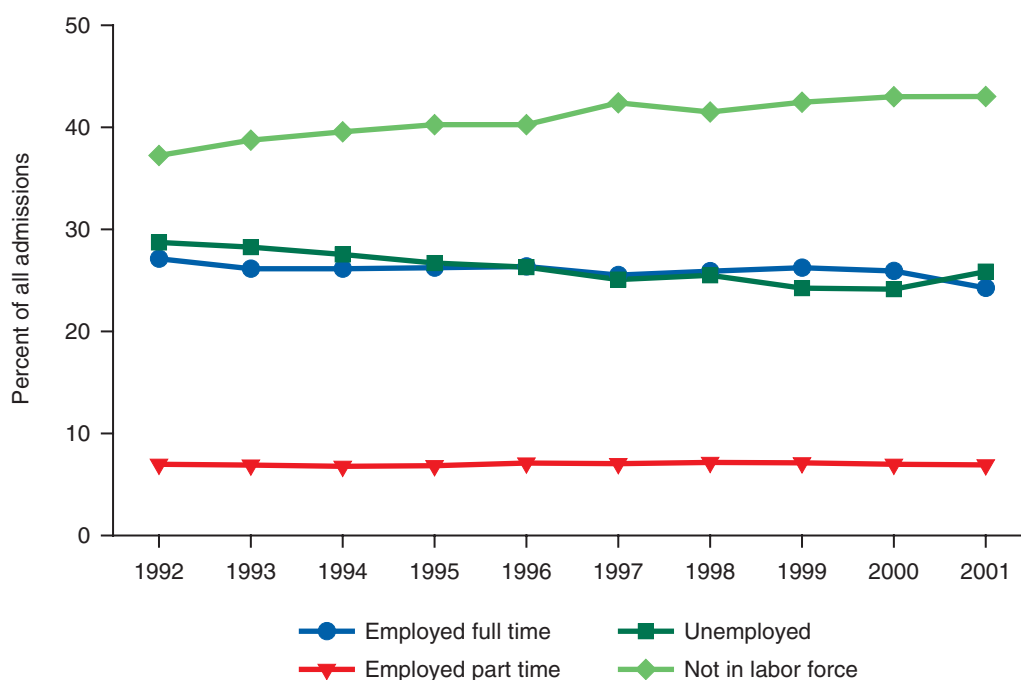 50
40
30
20
10
0
Percent of all admissions
1992 1993 1994 1995 1996 1997 1998 1999 2000 2001
Employed full time Unemployed
Employed part time Not in labor force